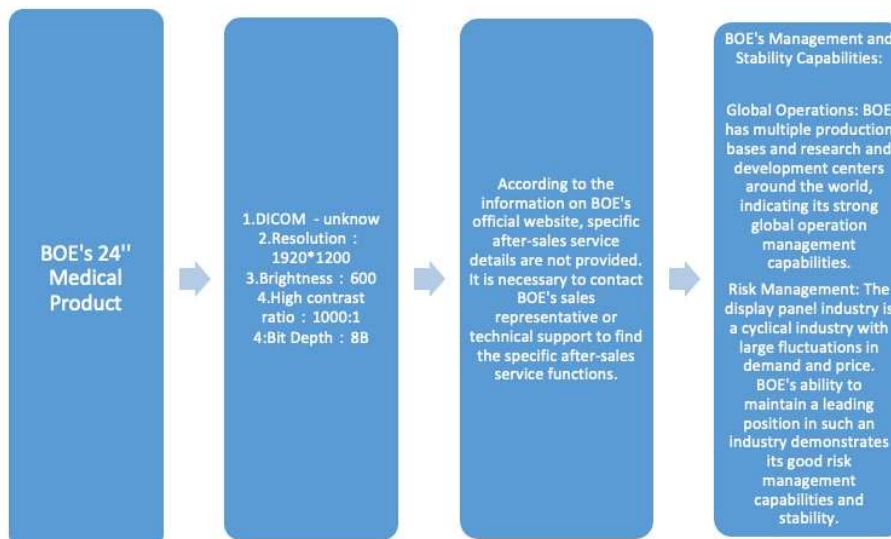 BOE's 24''
Medical
Product
1.DICOM - unknow
2.Resolution :
1920*1200
3.Brightness : 600
4.High contrast
ratio : 1000:1
4:Bit Depth : 8B
According to the
information on BOE's
official website, specific
after-sales service
details are not provided.
It is necessary to contact
BOE's sales
representative or
technical support to find
the specific after-sales
service functions.
BOE's Management and
Stability Capabilities:
Global Operations: BOE
has multiple production
bases and research and
development centers
around the world,
indicating its strong
global operation
management
capabilities.
Risk Management: The
display panel industry is
a cyclical industry with
large fluctuations in
demand and price.
BOE's ability to
maintain a leading
position in such an
industry demonstrates
its good risk
management
capabilities and
stability.